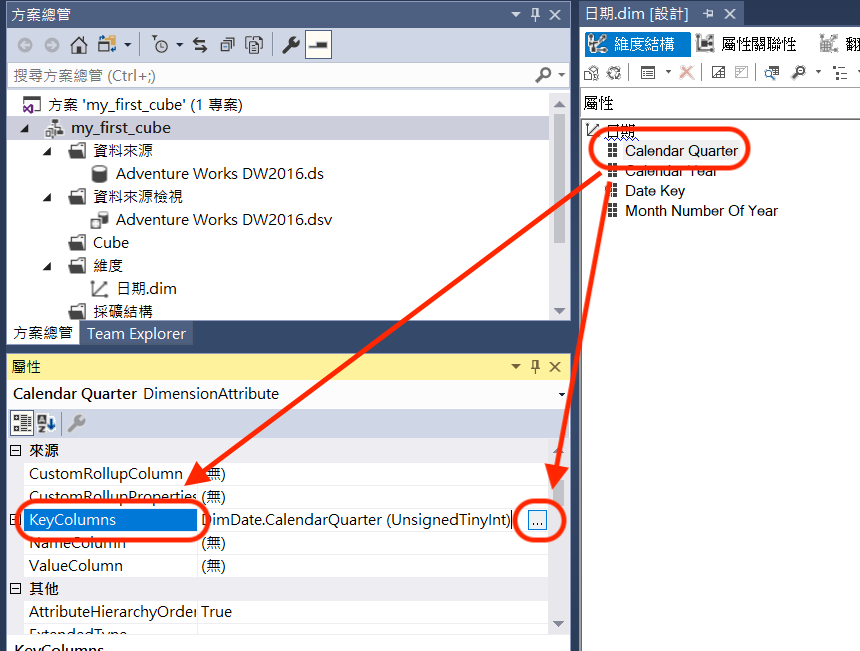 方案總管
搜尋方案總管 (Ctrl+;)
方案 'my_first_cube' (1 專案)
my_first_cube
資料來源
Adventure Works DW2016.ds
資料來源檢視
Adventure Works DW2016.dsv
Cube
維度
日期.dim
採礦結構
方案總管 Team Explorer
屬性
Calendar Quarter DimensionAttribute
來源
CustomRollupColumn (無)
CustomRollupProperties (無)
KeyColumns DimDate.CalendarQuarter (UnsignedTinyInt) ...
NameColumn (無)
ValueColumn (無)
其他
AttributeHierarchyOrder True
ExtendedType
KeyColumns
日期.dim [設計]
維度結構 屬性關聯性 翻
屬性
日期
Calendar Quarter
Calendar Year
Date Key
Month Number Of Year